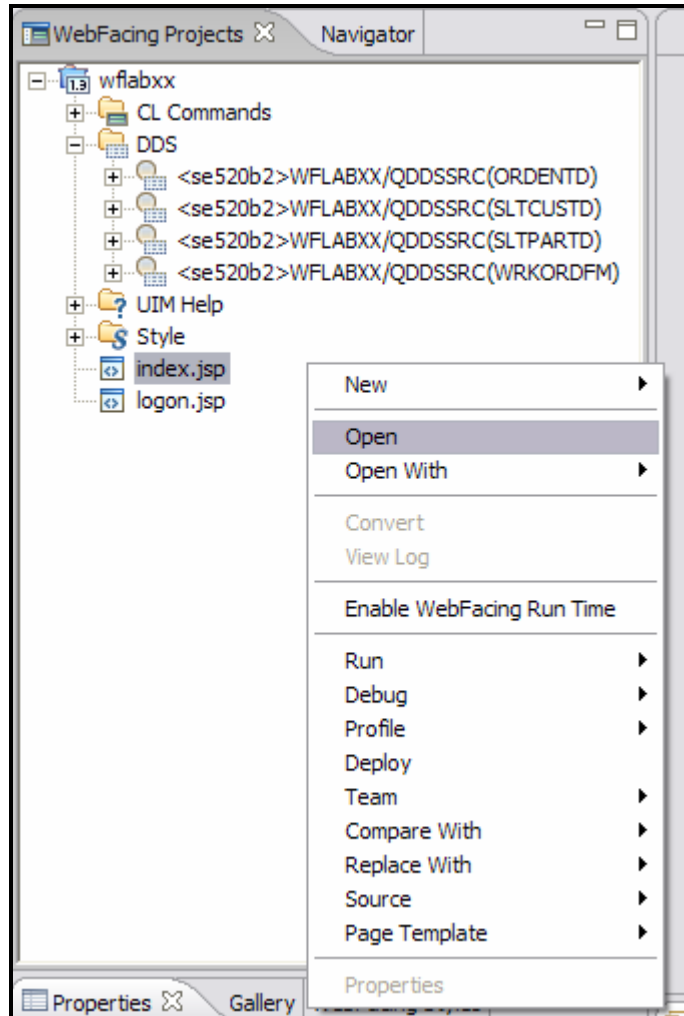 WebFacing Projects
Navigator
1.3 wflabxx
CL Commands
DDS
<se520b2>WFLABXX/QDDSSRC(ORDENTD)
<se520b2>WFLABXX/QDDSSRC(SLTCUSTD)
<se520b2>WFLABXX/QDDSSRC(SLTPARTD)
<se520b2>WFLABXX/QDDSSRC(WRKORDFM)
UIM Help
Style
index.jsp
logon.jsp
New
Open
Open With
Convert
View Log
Enable WebFacing Run Time
Run
Debug
Profile
Deploy
Team
Compare With
Replace With
Source
Page Template
Properties
Properties
Gallery